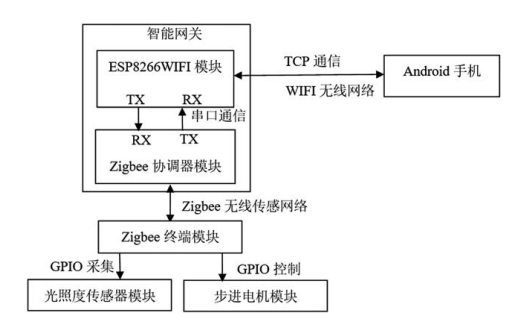 智能网关
ESP8266WIFI 模块
TX RX
串口通信
RX TX
Zigbee 协调器模块
TCP 通信
WIFI 无线网络
Android 手机
Zigbee 无线传感网络
Zigbee 终端模块
GPIO 采集
GPIO 控制
光照度传感器模块
步进电机模块